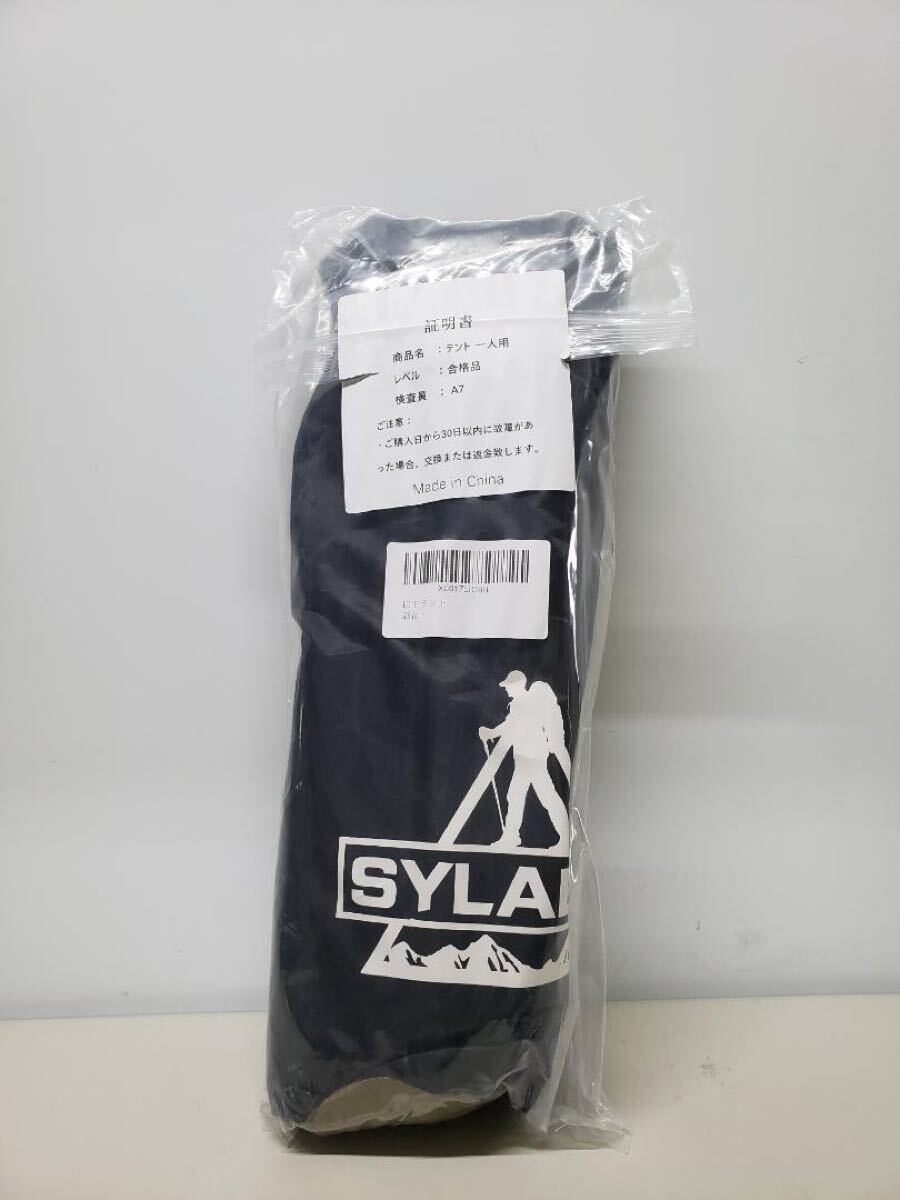 証明書
商品名 : テント 一人用
レベル : 合格品
検査員 : A7
ご注意:
・ご購入日から30日以内に故障があ
った場合、交換または返金致します。
Made in China
新品
SYLA